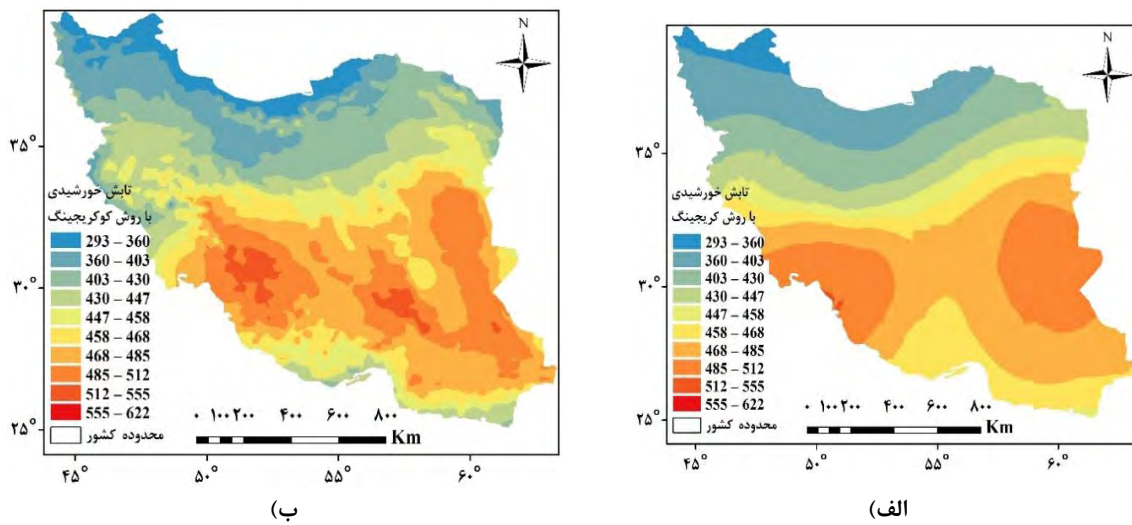 N
۳۵°
۳۰°
۲۵°
تابش خورشیدی
با روش کریجینگ
293 – 360
360 – 403
403 – 430
430 – 447
447 – 458
458 – 468
468 – 485
485 – 512
512 – 555
555 – 622
محدوده کشور
۰ ۱۰۰ ۲۰۰ ۴۰۰ ۶۰۰ ۸۰۰
Km
۴۵° ۵۰° ۵۵° ۶۰°
الف)
N
۳۵°
۳۰°
۲۵°
تابش خورشیدی
با روش کوکریجینگ
293 – 360
360 – 403
403 – 430
430 – 447
447 – 458
458 – 468
468 – 485
485 – 512
512 – 555
555 – 622
محدوده کشور
۰ ۱۰۰ ۲۰۰ ۴۰۰ ۶۰۰ ۸۰۰
Km
۴۵° ۵۰° ۵۵° ۶۰°
ب)